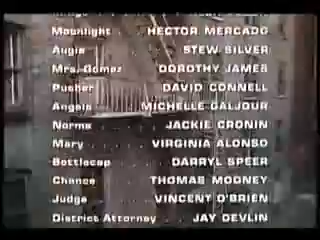 Moonlight . . . HECTOR MERCADO
Augie . . . STEW SILVER
Mrs. Gomez . . . DOROTHY JAMES
Pusher . . . DAVID CONNELL
Angela . . . MICHELLE GALJOUR
Norma . . . JACKIE CRONIN
Mary . . . VIRGINIA ALONSO
Bottlecap . . . DARRYL SPEER
Chance . . . THOMAS MOONEY
Judge . . . VINCENT O'BRIEN
District Attorney . . . JAY DEVLIN